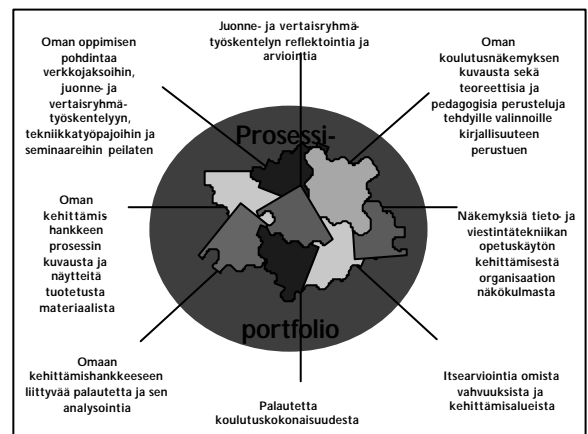 Juonne- ja vertaisryhmä-
työskentelyn reflektointia ja
arviointia
Oman oppimisen
pohdintaa
verkkojaksoihin,
juonne- ja
vertaisryhmä-
työskentelyyn,
tekniikkatyöpajoihin ja
seminaareihin peilaten
Oman
koulutusnäkemyksen
kuvausta sekä
teoreettisia ja
pedagogisia perusteluja
tehdyille valinnoille
kirjallisuuteen
perustuen
Prosessi-
Oman
kehittämis
hankkeen
prosessin
kuvausta ja
näytteitä
tuotetusta
materiaalista
Näkemyksiä tieto- ja
viestintätekniikan
opetuskäytön
kehittämisestä
organisaation
näkökulmasta
portfolio
Omaan
kehittämishankkeeseen
liittyvää palautetta ja sen
analysointia
Palautetta
koulutuskokonaisuudesta
Itsearviointia omista
vahvuuksista ja
kehittämisalueista